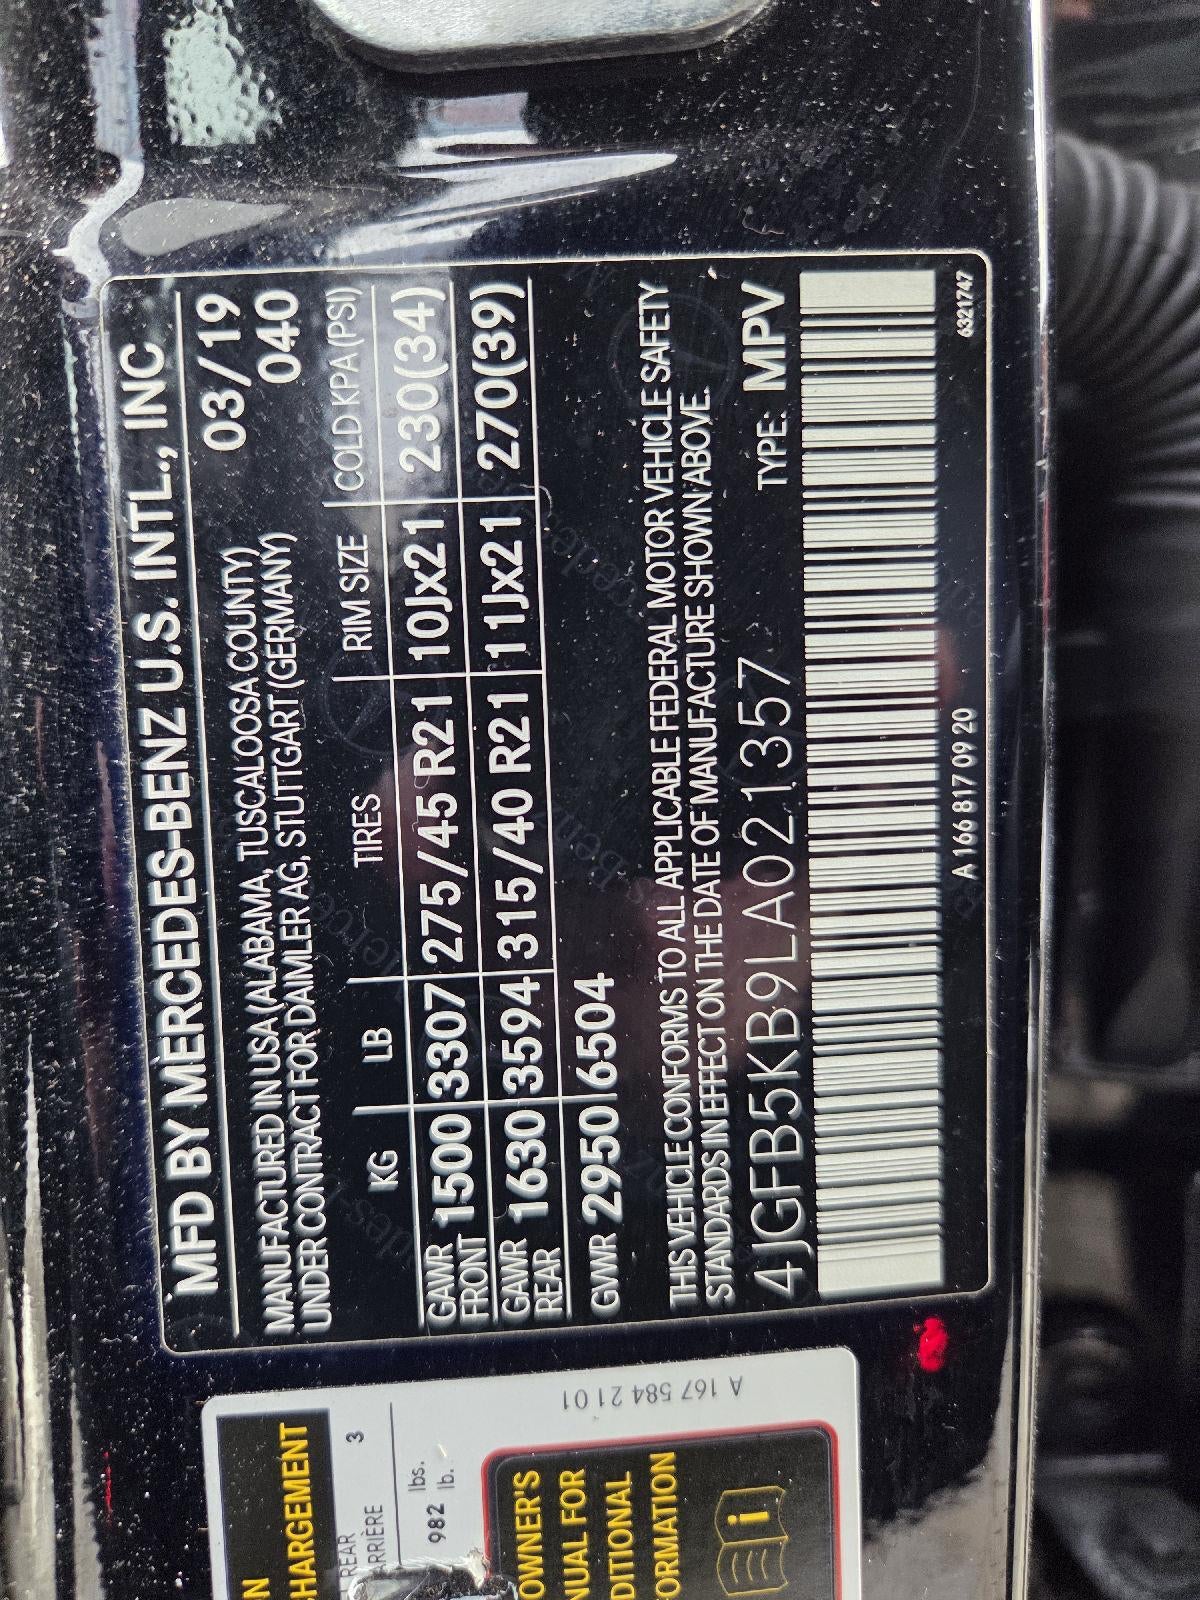 MFD BY MERCEDES-BENZ U.S. INTL., INC
MANUFACTURED IN USA (ALABAMA, TUSCALOOSA COUNTY) 03/19
UNDER CONTRACT FOR DAIMLER AG, STUTTGART (GERMANY) 040
KG LB TIRES RIM SIZE COLD KPA (PSI)
GAWR FRONT 1500 3307 275/45 R21 10Jx21 230(34)
GAWR REAR 1630 3594 315/40 R21 11Jx21 270(39)
GVWR 2950 6504
THIS VEHICLE CONFORMS TO ALL APPLICABLE FEDERAL MOTOR VEHICLE SAFETY
STANDARDS IN EFFECT ON THE DATE OF MANUFACTURE SHOWN ABOVE.
4JGFB5KB9LA021357 TYPE: MPV
A 166 817 09 20 6321747
CHARGEMENT
REAR
ARRIÈRE 3
982 lbs.
lb.
OWNER'S
NUAL FOR
DITIONAL
FORMATION
A 167 584 21 01